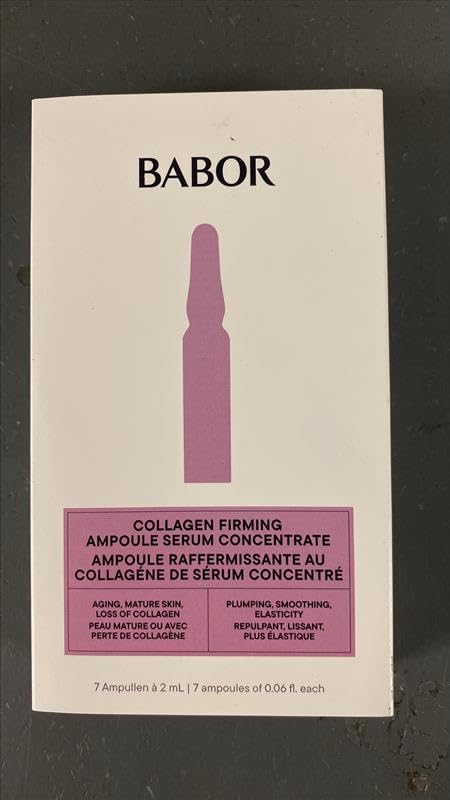 BABOR
COLLAGEN FIRMING
AMPOULE SERUM CONCENTRATE
AMPOULE RAFFERMISSANTE AU
COLLAGÉNE DE SÉRUM CONCENTRÉ
AGING, MATURE SKIN,
LOSS OF COLLAGEN
PEAU MATURE OU AVEC
PERTE DE COLLAGÈNE
PLUMPING, SMOOTHING,
ELASTICITY
REPULPANT, LISSANT,
PLUS ÉLASTIQUE
7 Ampullen à 2 mL | 7 ampoules of 0.06 fl. each